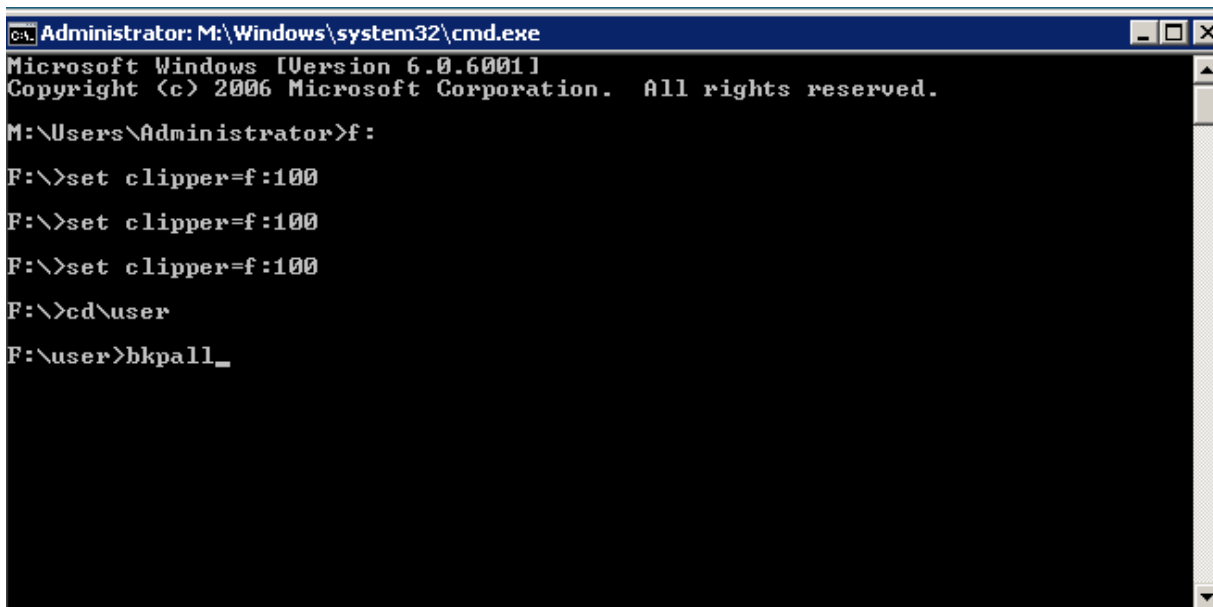 Administrator: M:\Windows\system32\cmd.exe
Microsoft Windows [Version 6.0.6001]
Copyright (c) 2006 Microsoft Corporation.  All rights reserved.
M:\Users\Administrator>f:
F:\>set clipper=f:100
F:\>set clipper=f:100
F:\>set clipper=f:100
F:\>cd\user
F:\user>bkpall_